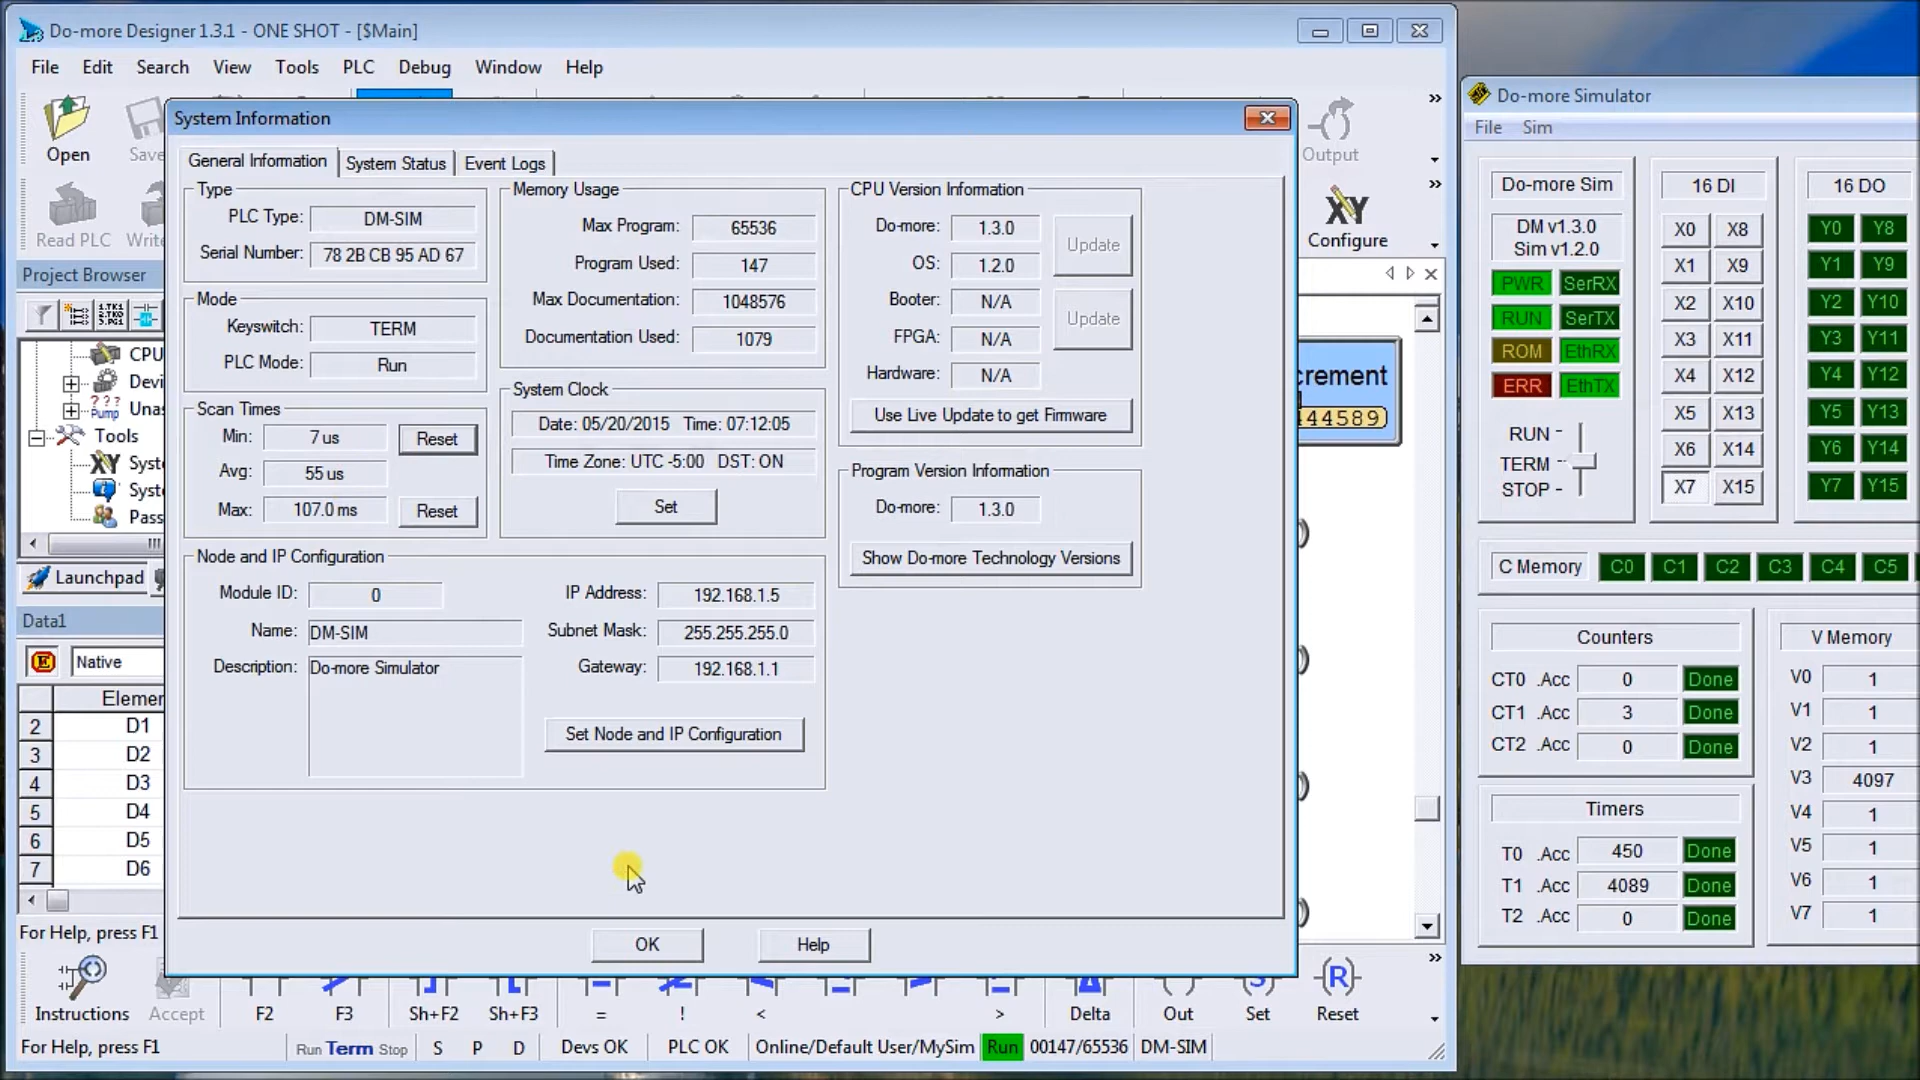 Do-more Designer 1.3.1 - ONE SHOT - [$Main]
File Edit Search View Tools PLC Debug Window Help
Open
Save
Read PLC
Output
Configure
Project Browser
CPU
Tools
Launchpad
Data1
Native
D1
2
D2
3
D3
4
D4
5
D5
6
D6
7
For Help, press F1
System Information
General Information System Status Event Logs
Type
PLC Type: DM-SIM
Serial Number: 78 2B CB 95 AD 67
Mode
Keyswitch: TERM
PLC Mode: Run
Scan Times
Min: 7 us Reset
Avg: 55 us
Max: 107.0 ms Reset
Memory Usage
Max Program: 65536
Program Used: 147
Max Documentation: 1048576
Documentation Used: 1079
System Clock
Date: 05/20/2015 Time: 07:12:05
Time Zone: UTC -5:00 DST: ON
Set
CPU Version Information
Do-more: 1.3.0 Update
OS: 1.2.0
Booter: N/A Update
FPGA: N/A
Hardware: N/A
Use Live Update to get Firmware
Program Version Information
Do-more: 1.3.0
Show Do-more Technology Versions
Node and IP Configuration
Module ID: 0
Name: DM-SIM
Description: Do-more Simulator
IP Address: 192.168.1.5
Subnet Mask: 255.255.255.0
Gateway: 192.168.1.1
Set Node and IP Configuration
OK Help
crement
44589)
Instructions Accept F2 F3 Sh+F2 Sh+F3 = ! < > Delta Out Set Reset
For Help, press F1 Run Term Stop S P D Devs OK PLC OK Online/Default User/MySim Run 00147/65536 DM-SIM
Do-more Simulator
File Sim
Do-more Sim
DM v1.3.0
Sim v1.2.0
PWR SerRX
RUN SerTX
ROM EthRX
ERR EthTX
RUN -
TERM -
STOP -
16 DI
X0 X8
X1 X9
X2 X10
X3 X11
X4 X12
X5 X13
X6 X14
X7 X15
16 DO
Y0 Y8
Y1 Y9
Y2 Y10
Y3 Y11
Y4 Y12
Y5 Y13
Y6 Y14
Y7 Y15
C Memory C0 C1 C2 C3 C4 C5
Counters
CT0 .Acc 0 Done
CT1 .Acc 3 Done
CT2 .Acc 0 Done
Timers
T0 .Acc 450 Done
T1 .Acc 4089 Done
T2 .Acc 0 Done
V Memory
V0 1
V1 1
V2 1
V3 4097
V4 1
V5 1
V6 1
V7 1